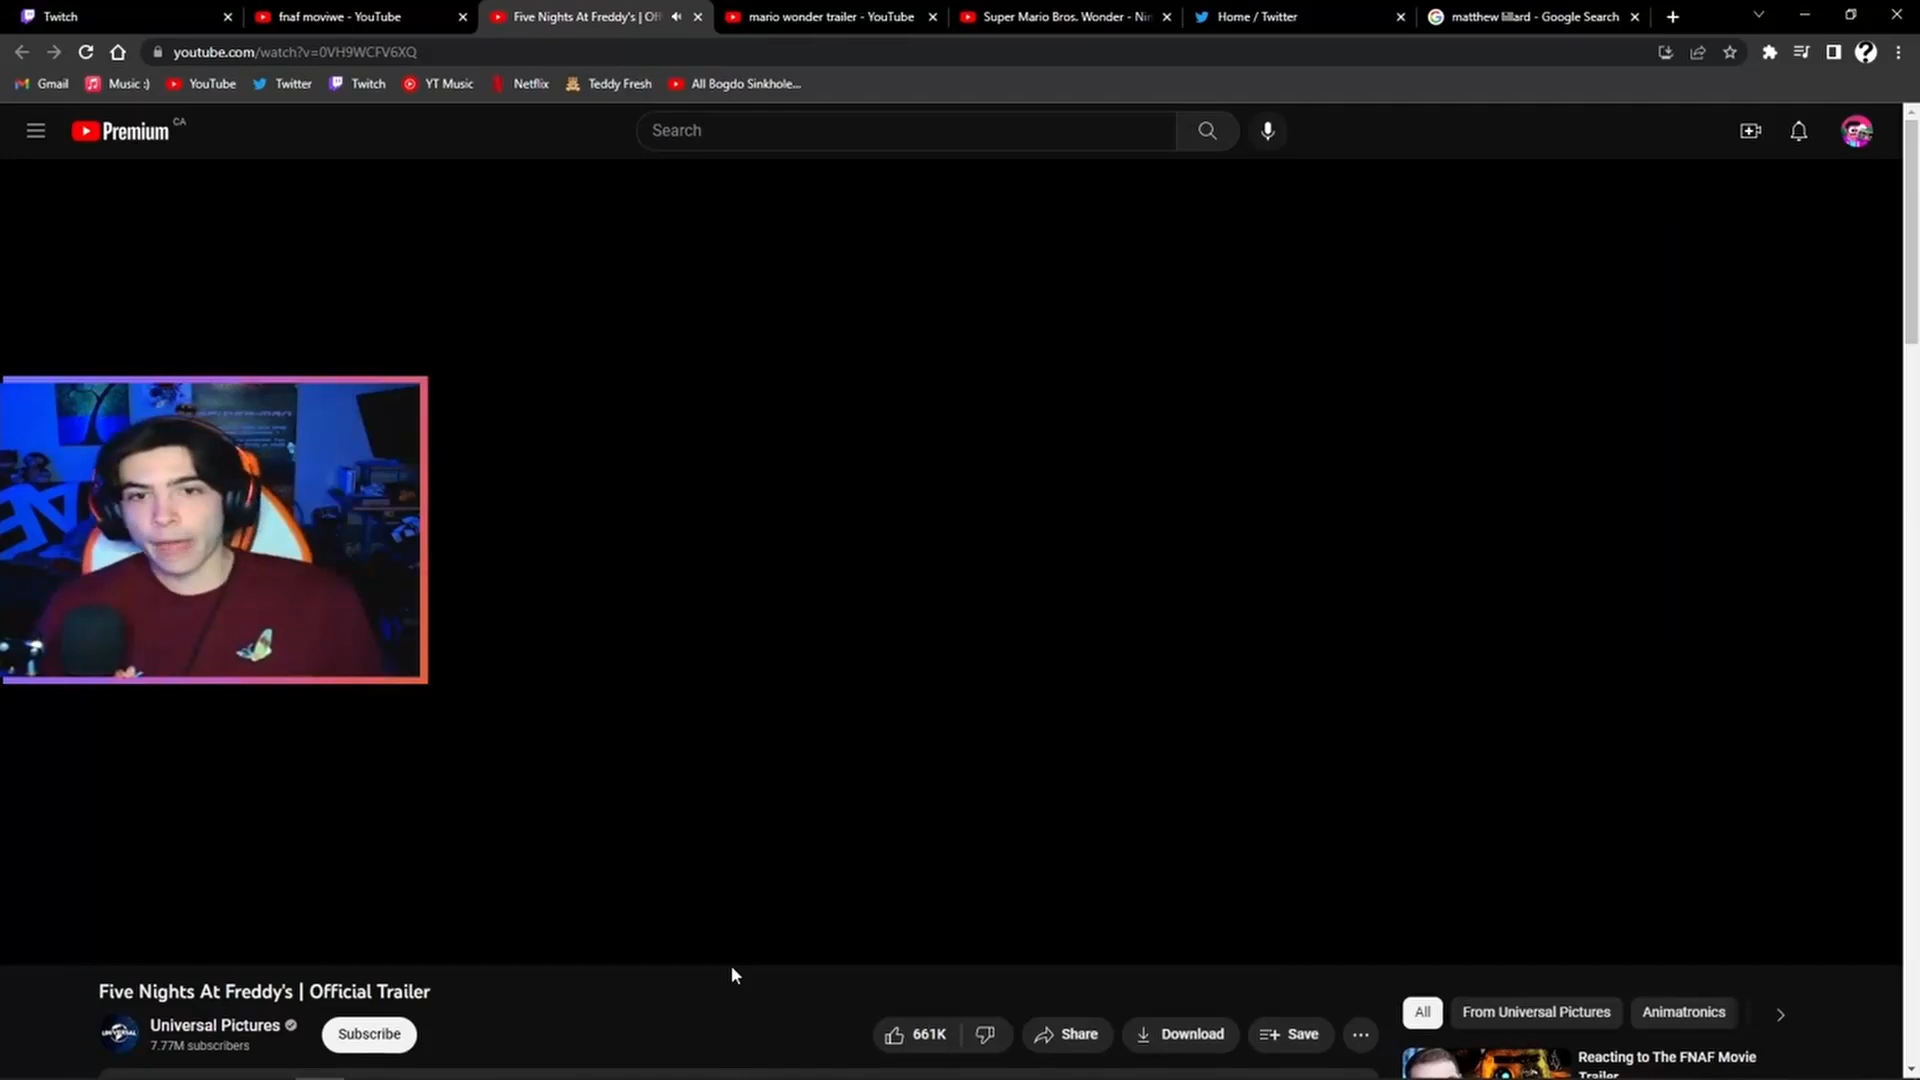 Twitch
fnaf moviwe - YouTube
Five Nights At Freddy's | Of
mario wonder trailer - YouTube
Super Mario Bros. Wonder - Nin
Home / Twitter
matthew lillard - Google Search
youtube.com/watch?v=0VH9WCFV6XQ
Gmail
Music :)
YouTube
Twitter
Twitch
YT Music
Netflix
Teddy Fresh
All Bogdo Sinkhole...
Premium CA
Search
Five Nights At Freddy's | Official Trailer
Universal Pictures
7.77M subscribers
Subscribe
661K
Share
Download
Save
All
From Universal Pictures
Animatronics
Reacting to The FNAF Movie
Trailer